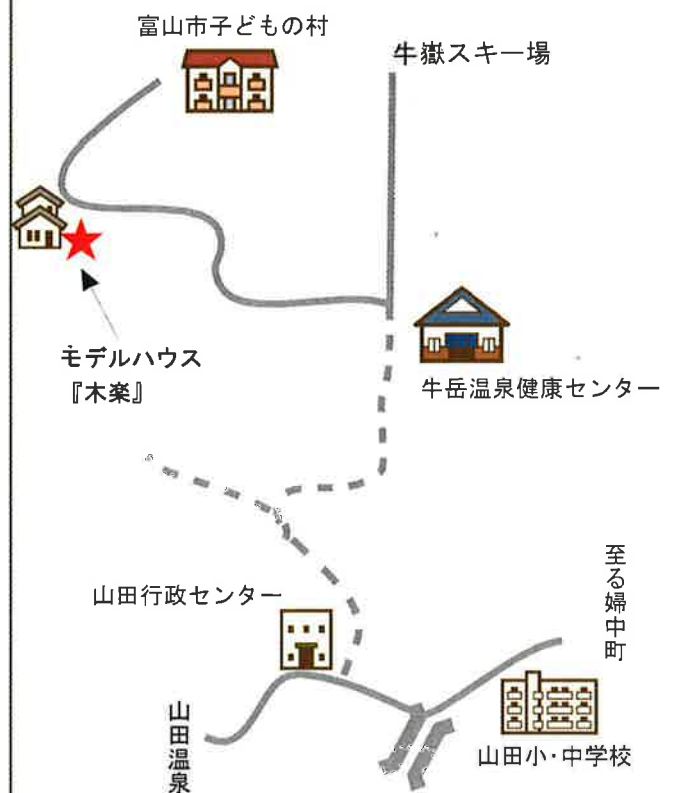 富山市子どもの村
牛嶽スキー場
モデルハウス
『木楽』
牛岳温泉健康センター
至る婦中町
山田行政センター
山田温泉
山田小・中学校